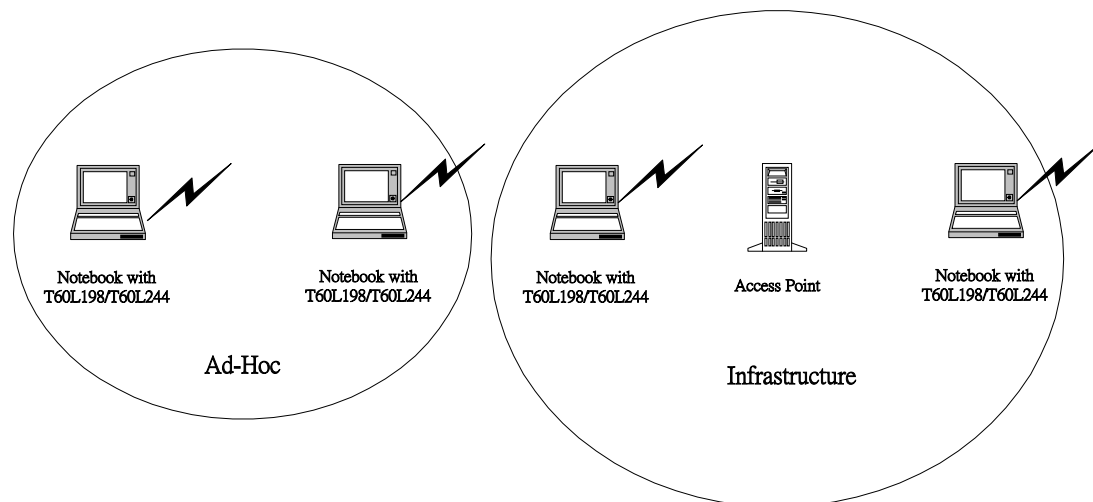 Notebook with
T60L198/T60L244
Notebook with
T60L198/T60L244
Ad-Hoc
Notebook with
T60L198/T60L244
Access Point
Notebook with
T60L198/T60L244
Infrastructure